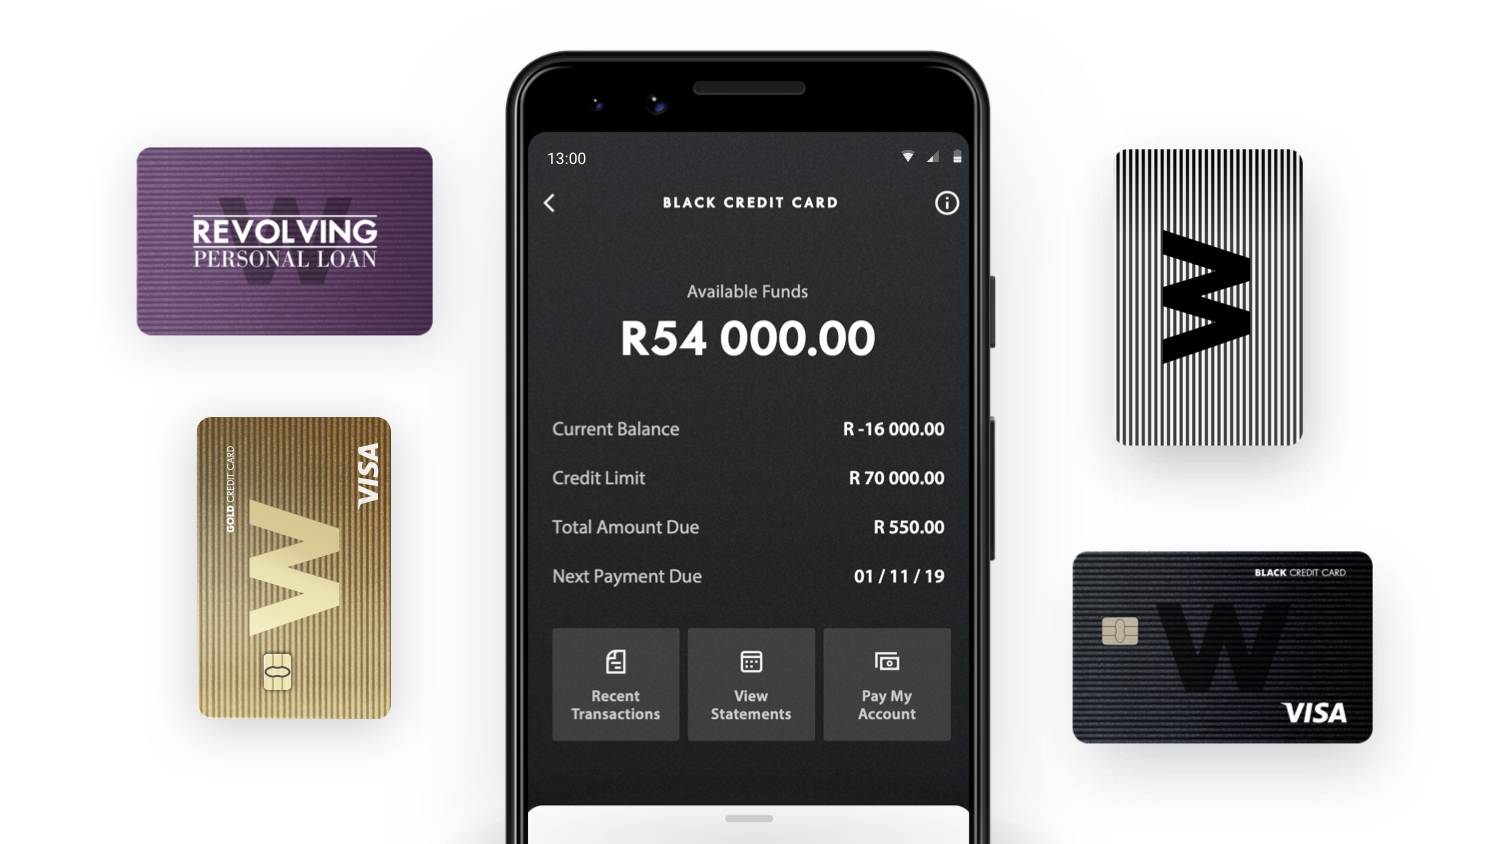 REVOLVING
PERSONAL LOAN
W
GOLD CREDIT CARD
W
VISA
13:00
BLACK CREDIT CARD
Available Funds
R54 000.00
Current Balance R -16 000.00
Credit Limit R 70 000.00
Total Amount Due R 550.00
Next Payment Due 01 / 11 / 19
Recent
Transactions
View
Statements
Pay My
Account
W
BLACK CREDIT CARD
W
VISA